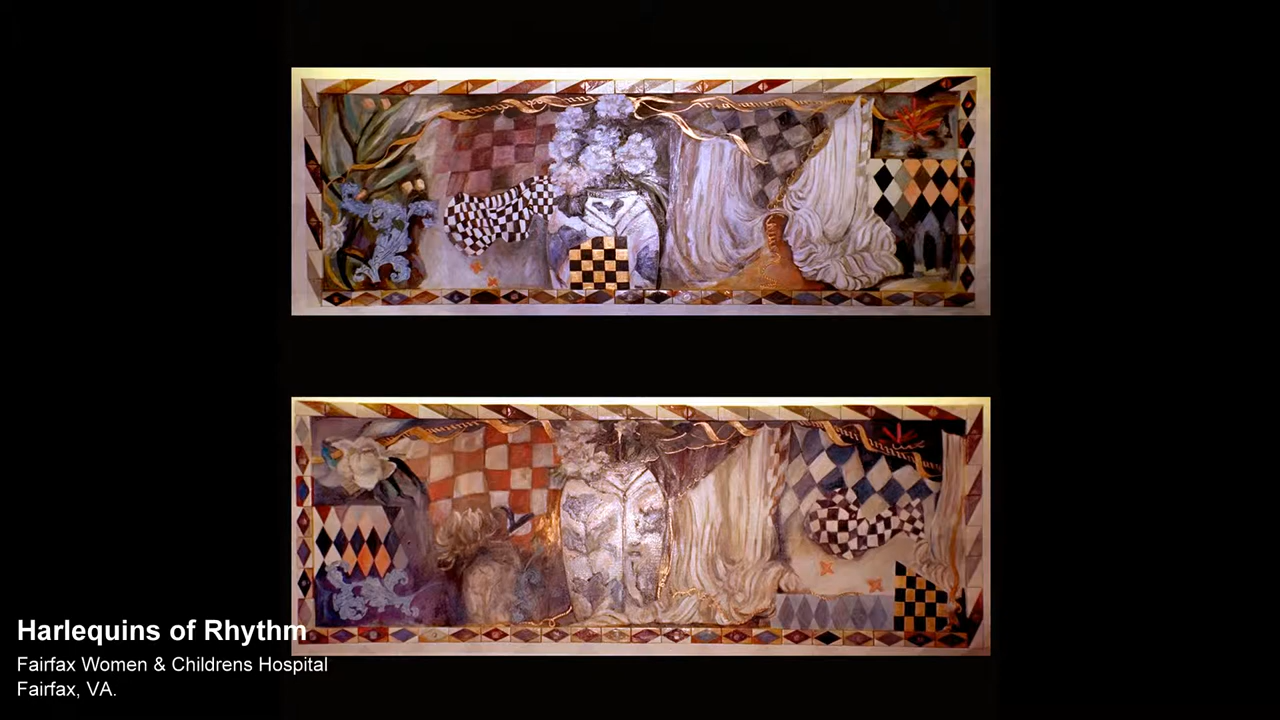 Harlequins of Rhythm
Fairfax Women & Childrens Hospital
Fairfax, VA.